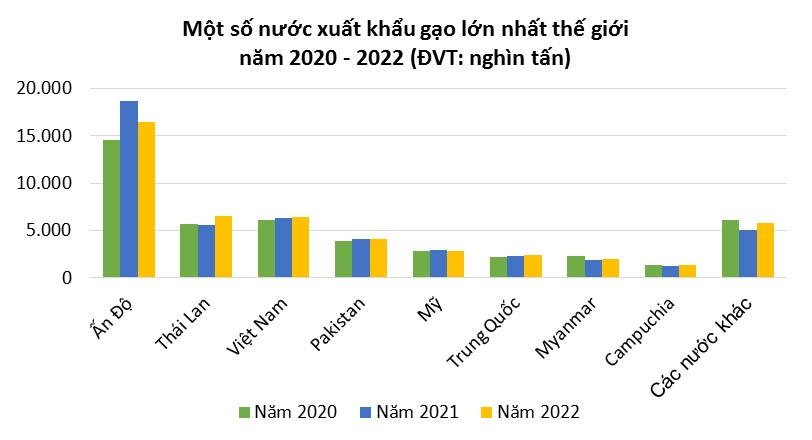 Một số nước xuất khẩu gạo lớn nhất thế giới
năm 2020 - 2022 (ĐVT: nghìn tấn)
20.000
15.000
10.000
5.000
0
Ấn Độ
Thái Lan
Việt Nam
Pakistan
Mỹ
Trung Quốc
Myanmar
Campuchia
Các nước khác
Năm 2020
Năm 2021
Năm 2022